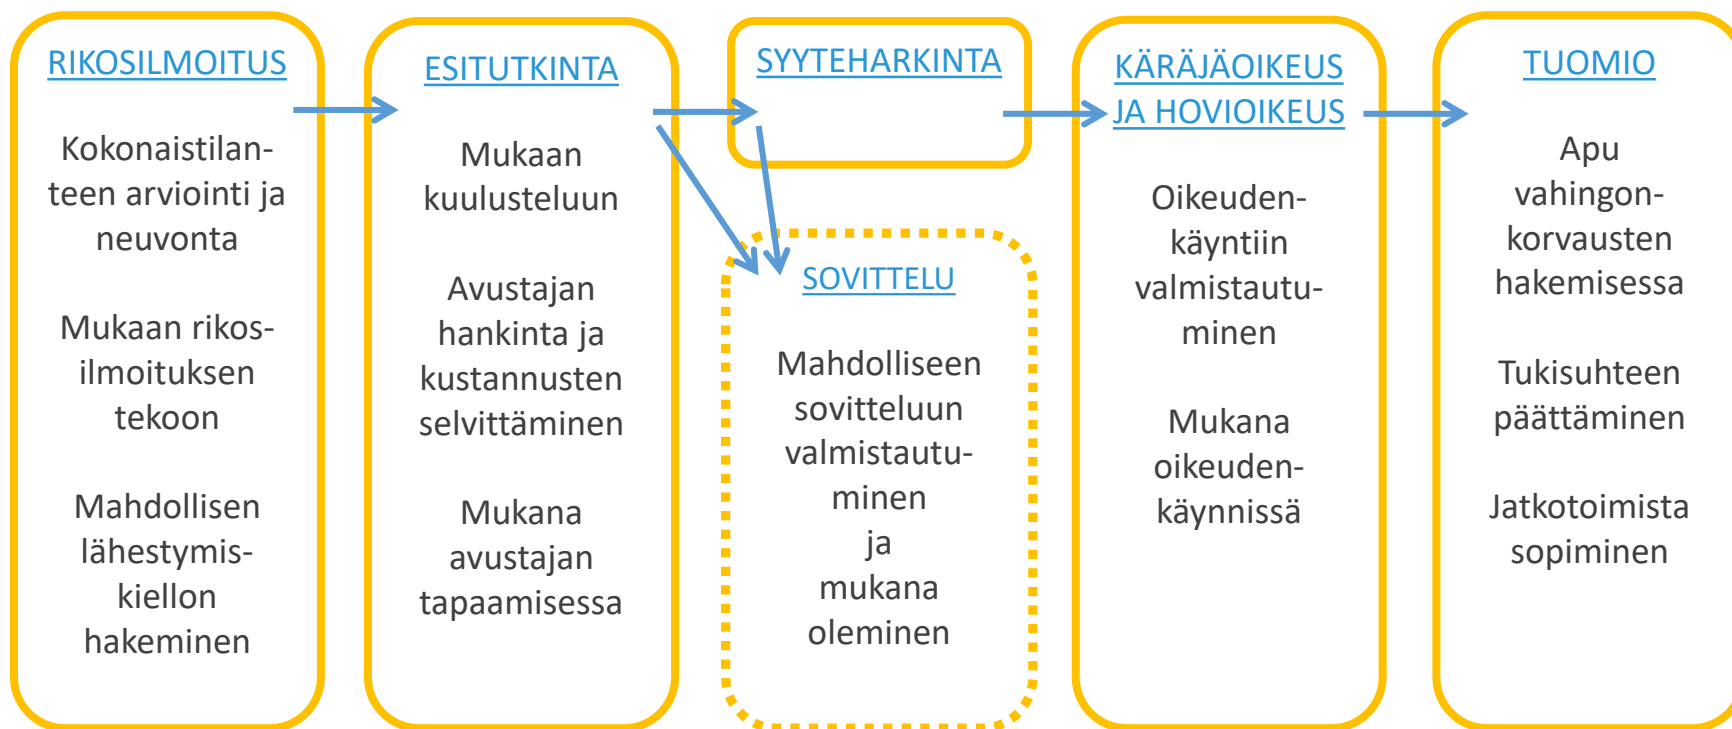 RIKOSILMOITUS
Kokonaistilan-
teen arviointi ja
neuvonta
Mukaan rikos-
ilmoituksen
tekoon
Mahdollisen
lähestymis-
kiellon
hakeminen
ESITUTKINTA
Mukaan
kuulusteluun
Avustajan
hankinta ja
kustannusten
selvittäminen
Mukana
avustajan
tapaamisessa
SYYTEHARKINTA
SOVITTELU
Mahdolliseen
sovitteluun
valmistautu-
minen
ja
mukana
oleminen
KÄRÄJÄOIKEUS
JA HOVIOIKEUS
Oikeuden-
käyntiin
valmistautu-
minen
Mukana
oikeuden-
käynnissä
TUOMIO
Apu
vahingon-
korvausten
hakemisessa
Tukisuhteen
päättäminen
Jatkotoimista
sopiminen